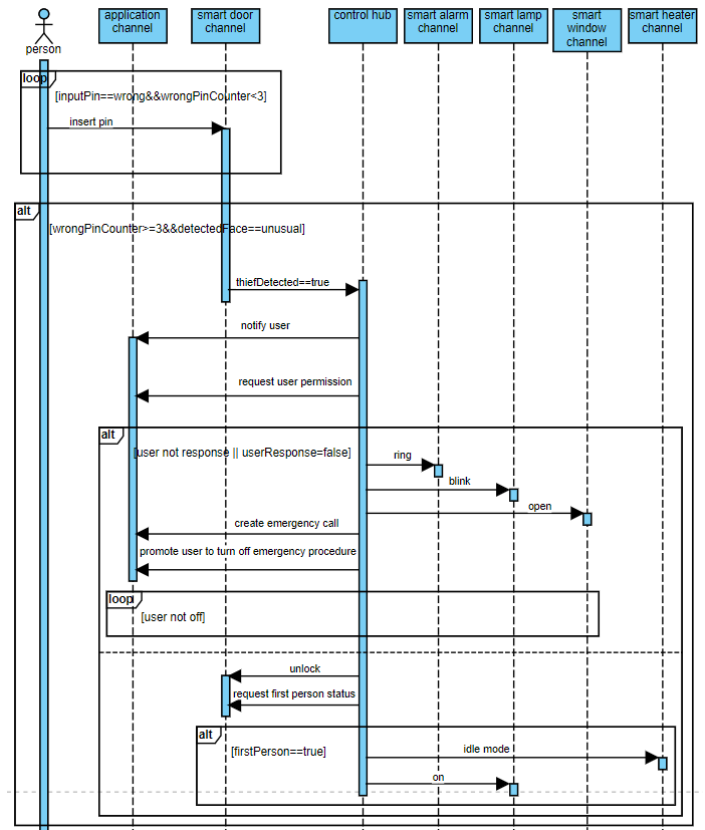 person
application
channel
smart door
channel
control hub
smart alarm
channel
smart lamp
channel
smart
window
channel
smart heater
channel
loop
[inputPin==wrong&&wrongPinCounter<3]
insert pin
alt
[wrongPinCounter>=3&&detectedFace==unusual]
thiefDetected==true
notify user
request user permission
alt
[user not response || userResponse=false]
ring
blink
open
create emergency call
promote user to turn off emergency procedure
loop
[user not off]
unlock
request first person status
alt
[firstPerson==true]
idle mode
on